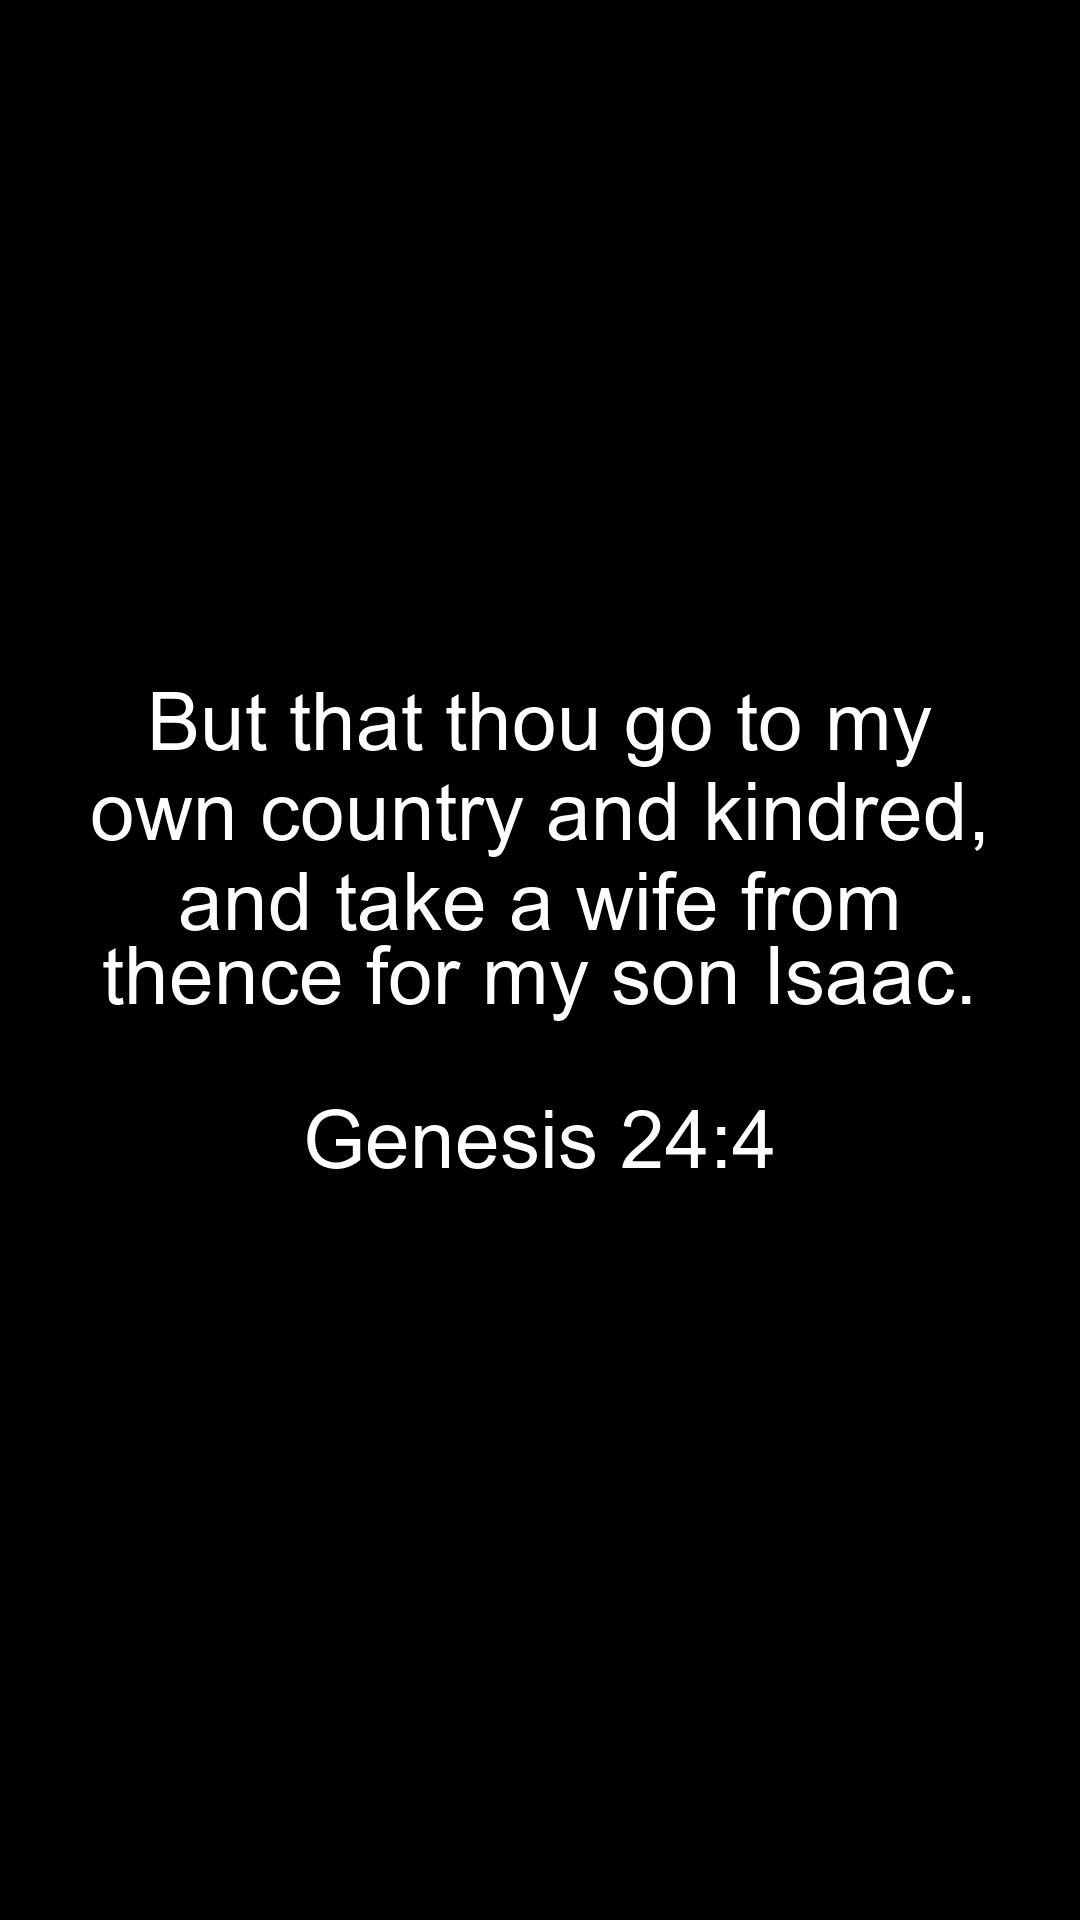 But that thou go to my
own country and kindred,
and take a wife from
thence for my son Isaac.
Genesis 24:4